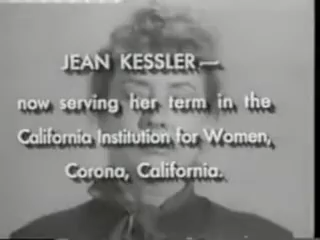 JEAN KESSLER—
now serving her term in the
California Institution for Women,
Corona, California.